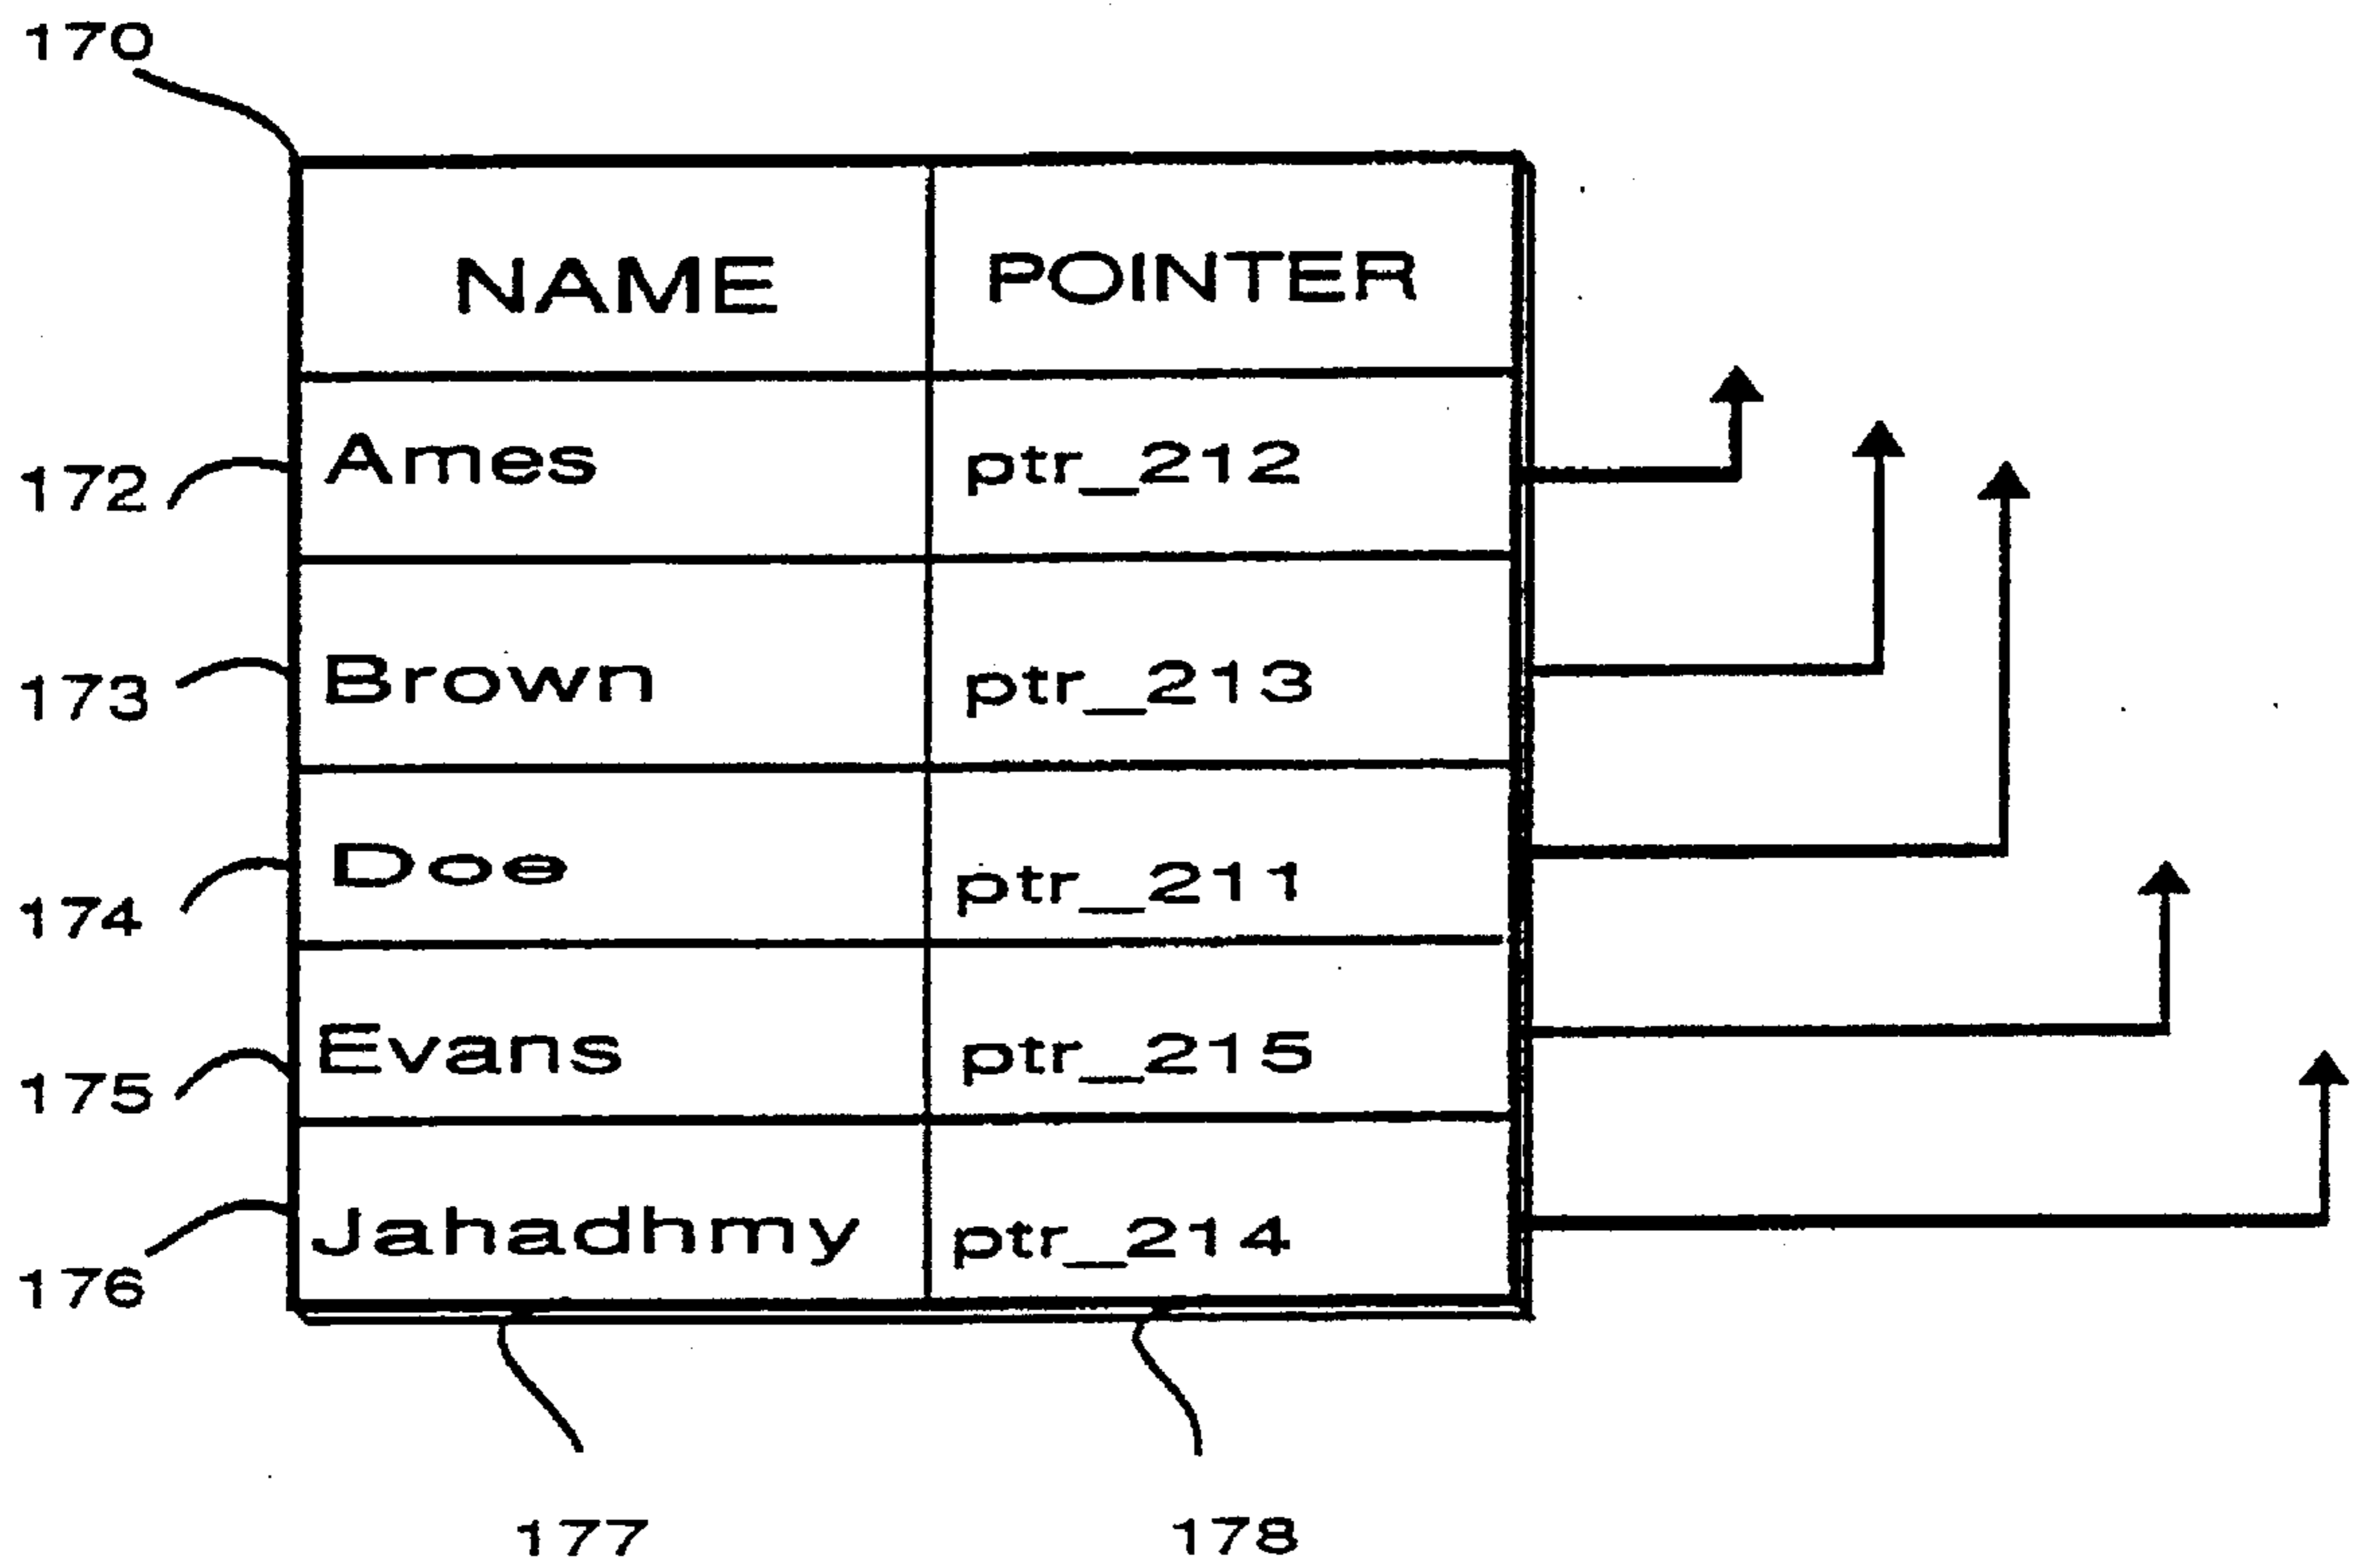 170
NAME POINTER
172 Ames ptr_212
173 Brown ptr_213
174 Doe ptr_211
175 Evans ptr_215
176 Jahadhmy ptr_214
177 178